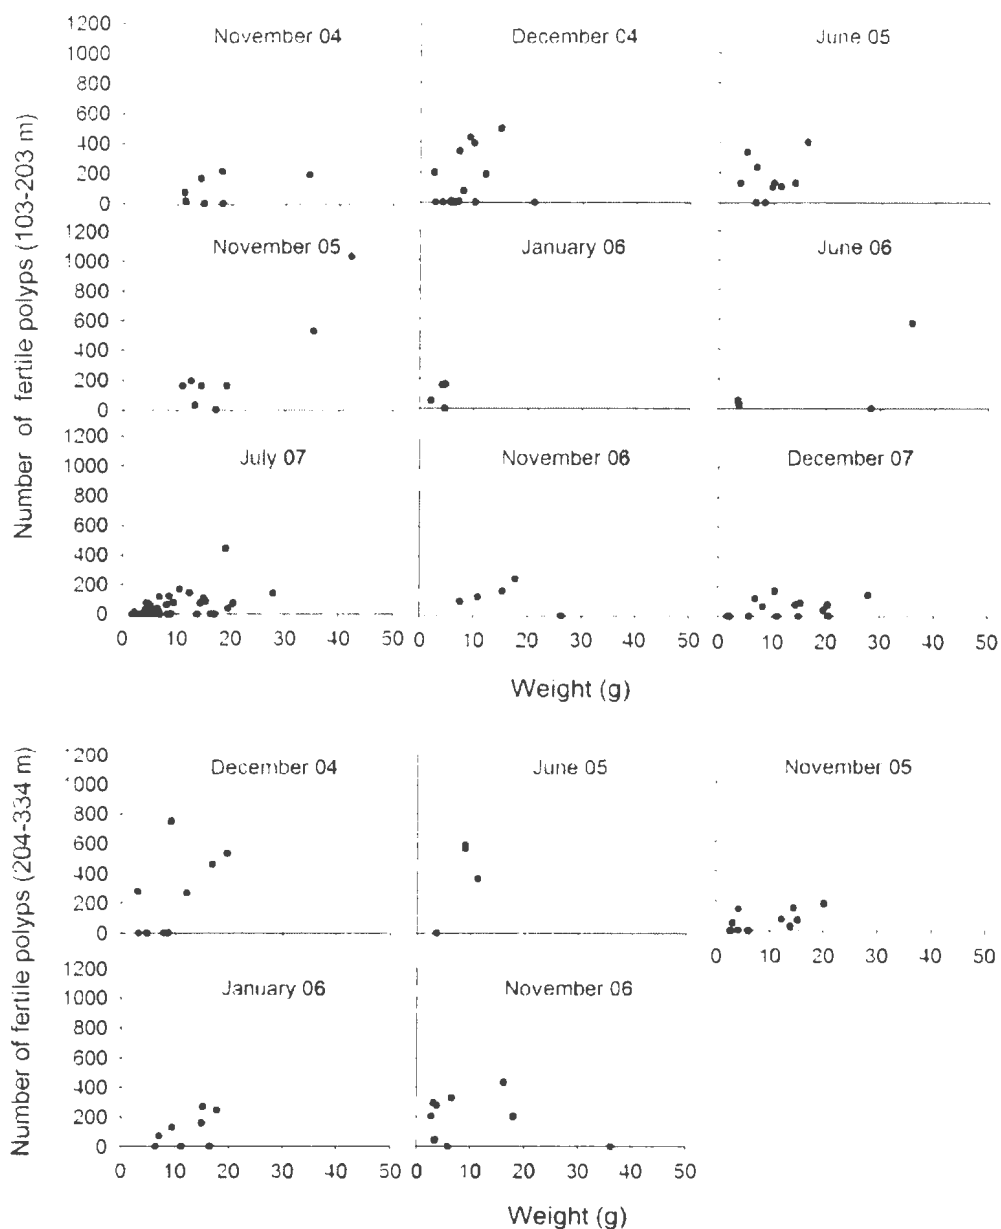 Number of fertile polyps (103-203 m)
November 04
December 04
June 05
1200
1000
800
600
400
200
0
November 05
January 06
June 06
1200
1000
800
600
400
200
0
July 07
November 06
December 07
1200
1000
800
600
400
200
0
0 10 20 30 40 50
0 10 20 30 40 50
0 10 20 30 40 50
Weight (g)
Number of fertile polyps (204-334 m)
December 04
June 05
November 05
1200
1000
800
600
400
200
0
0 10 20 30 40 50
January 06
November 06
1200
1000
800
600
400
200
0
0 10 20 30 40 50
0 10 20 30 40 50
Weight (g)